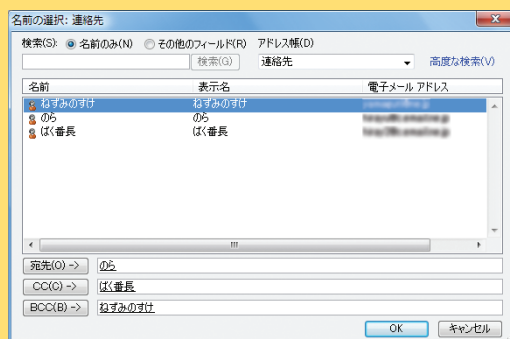 名前の選択: 連絡先
検索(S): 名前のみ(N) その他のフィールド(R) アドレス帳(D)
検索(G) 連絡先 高度な検索(V)
名前 表示名 電子メール アドレス
ねずみのすけ ねずみのすけ
のら のら
ばく番長 ばく番長
宛先(O) -> のら
CC(C) -> ばく番長
BCC(B) -> ねずみのすけ
OK キャンセル